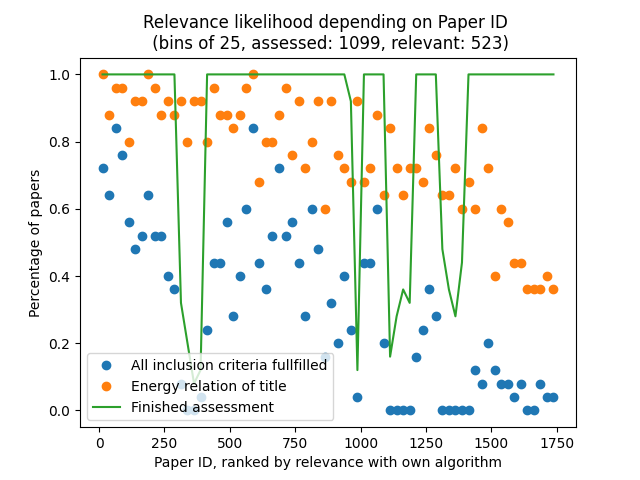 Relevance likelihood depending on Paper ID
(bins of 25, assessed: 1099, relevant: 523)
Percentage of papers
1.0
0.8
0.6
0.4
0.2
0.0
All inclusion criteria fullfilled
Energy relation of title
Finished assessment
0 250 500 750 1000 1250 1500 1750
Paper ID, ranked by relevance with own algorithm